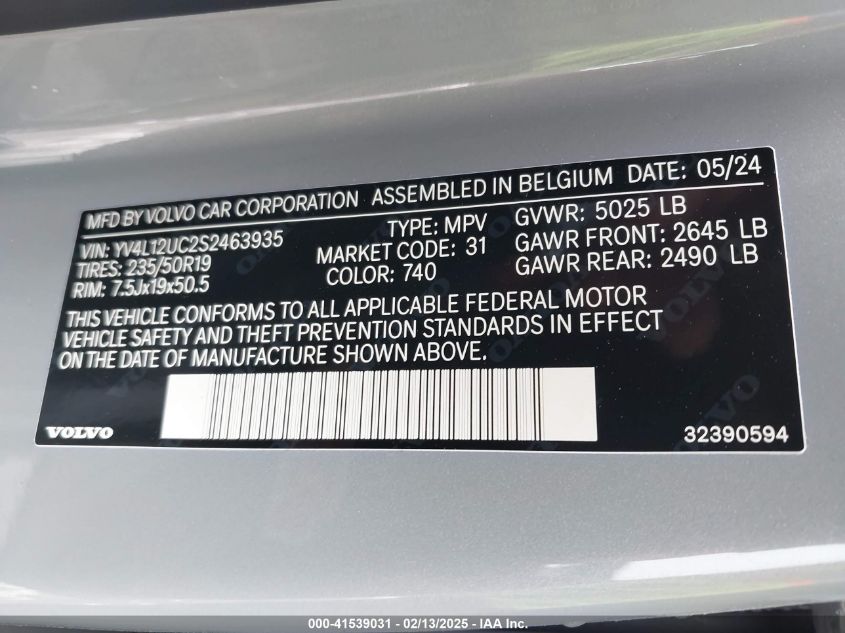 MFD BY VOLVO CAR CORPORATION ASSEMBLED IN BELGIUM DATE: 05/24
VIN: YV4L12UC2S2463935 TYPE: MPV GVWR: 5025 LB
TIRES: 235/50R19 MARKET CODE: 31 GAWR FRONT: 2645 LB
RIM: 7.5Jx19x50.5 COLOR: 740 GAWR REAR: 2490 LB
THIS VEHICLE CONFORMS TO ALL APPLICABLE FEDERAL MOTOR
VEHICLE SAFETY AND THEFT PREVENTION STANDARDS IN EFFECT
ON THE DATE OF MANUFACTURE SHOWN ABOVE.
VOLVO 32390594
000-41539031 - 02/13/2025 - IAA Inc.